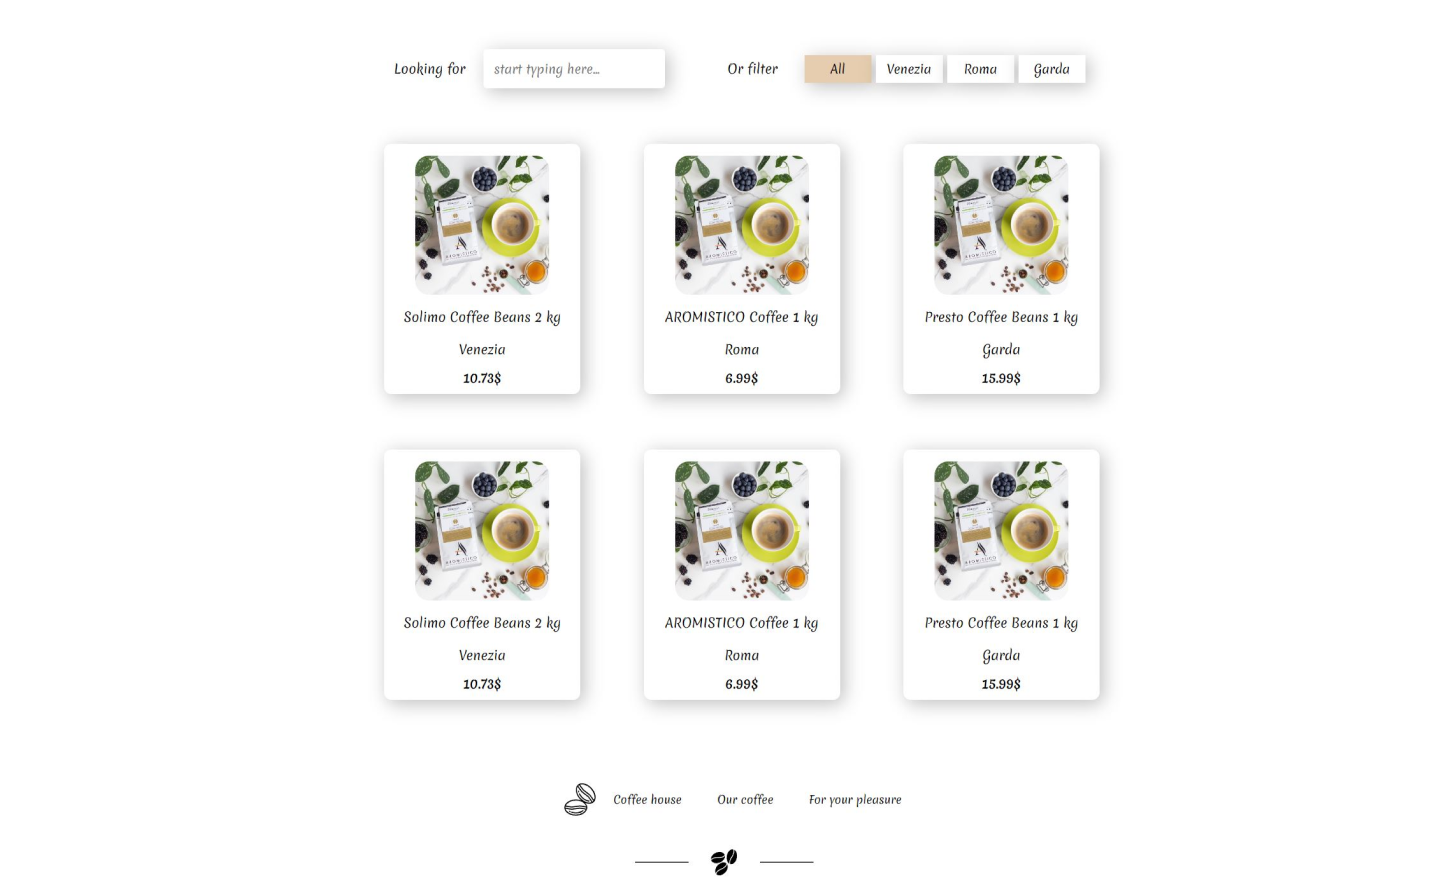 Looking for start typing here... Or filter All Venezia Roma Garda
Solimo Coffee Beans 2 kg
Venezia
10.73$
AROMISTICO Coffee 1 kg
Roma
6.99$
Presto Coffee Beans 1 kg
Garda
15.99$
Solimo Coffee Beans 2 kg
Venezia
10.73$
AROMISTICO Coffee 1 kg
Roma
6.99$
Presto Coffee Beans 1 kg
Garda
15.99$
Coffee house Our coffee For your pleasure